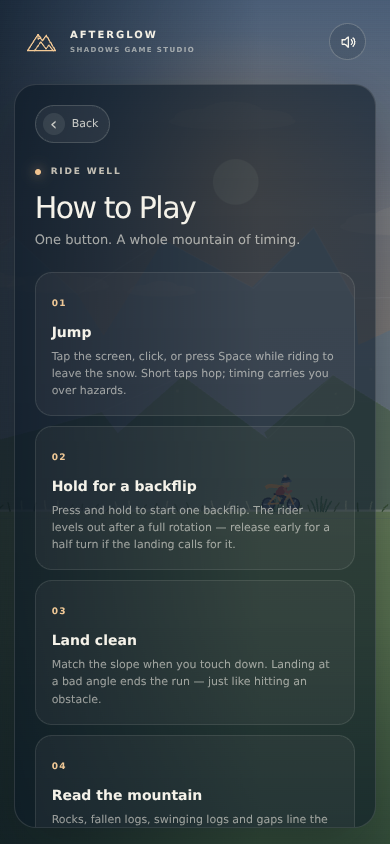 AFTERGLOW
SHADOWS GAME STUDIO
Back
RIDE WELL
How to Play
One button. A whole mountain of timing.
01
Jump
Tap the screen, click, or press Space while riding to
leave the snow. Short taps hop; timing carries you
over hazards.
02
Hold for a backflip
Press and hold to start one backflip. The rider
levels out after a full rotation — release early for a
half turn if the landing calls for it.
03
Land clean
Match the slope when you touch down. Landing at
a bad angle ends the run — just like hitting an
obstacle.
04
Read the mountain
Rocks, fallen logs, swinging logs and gaps line the